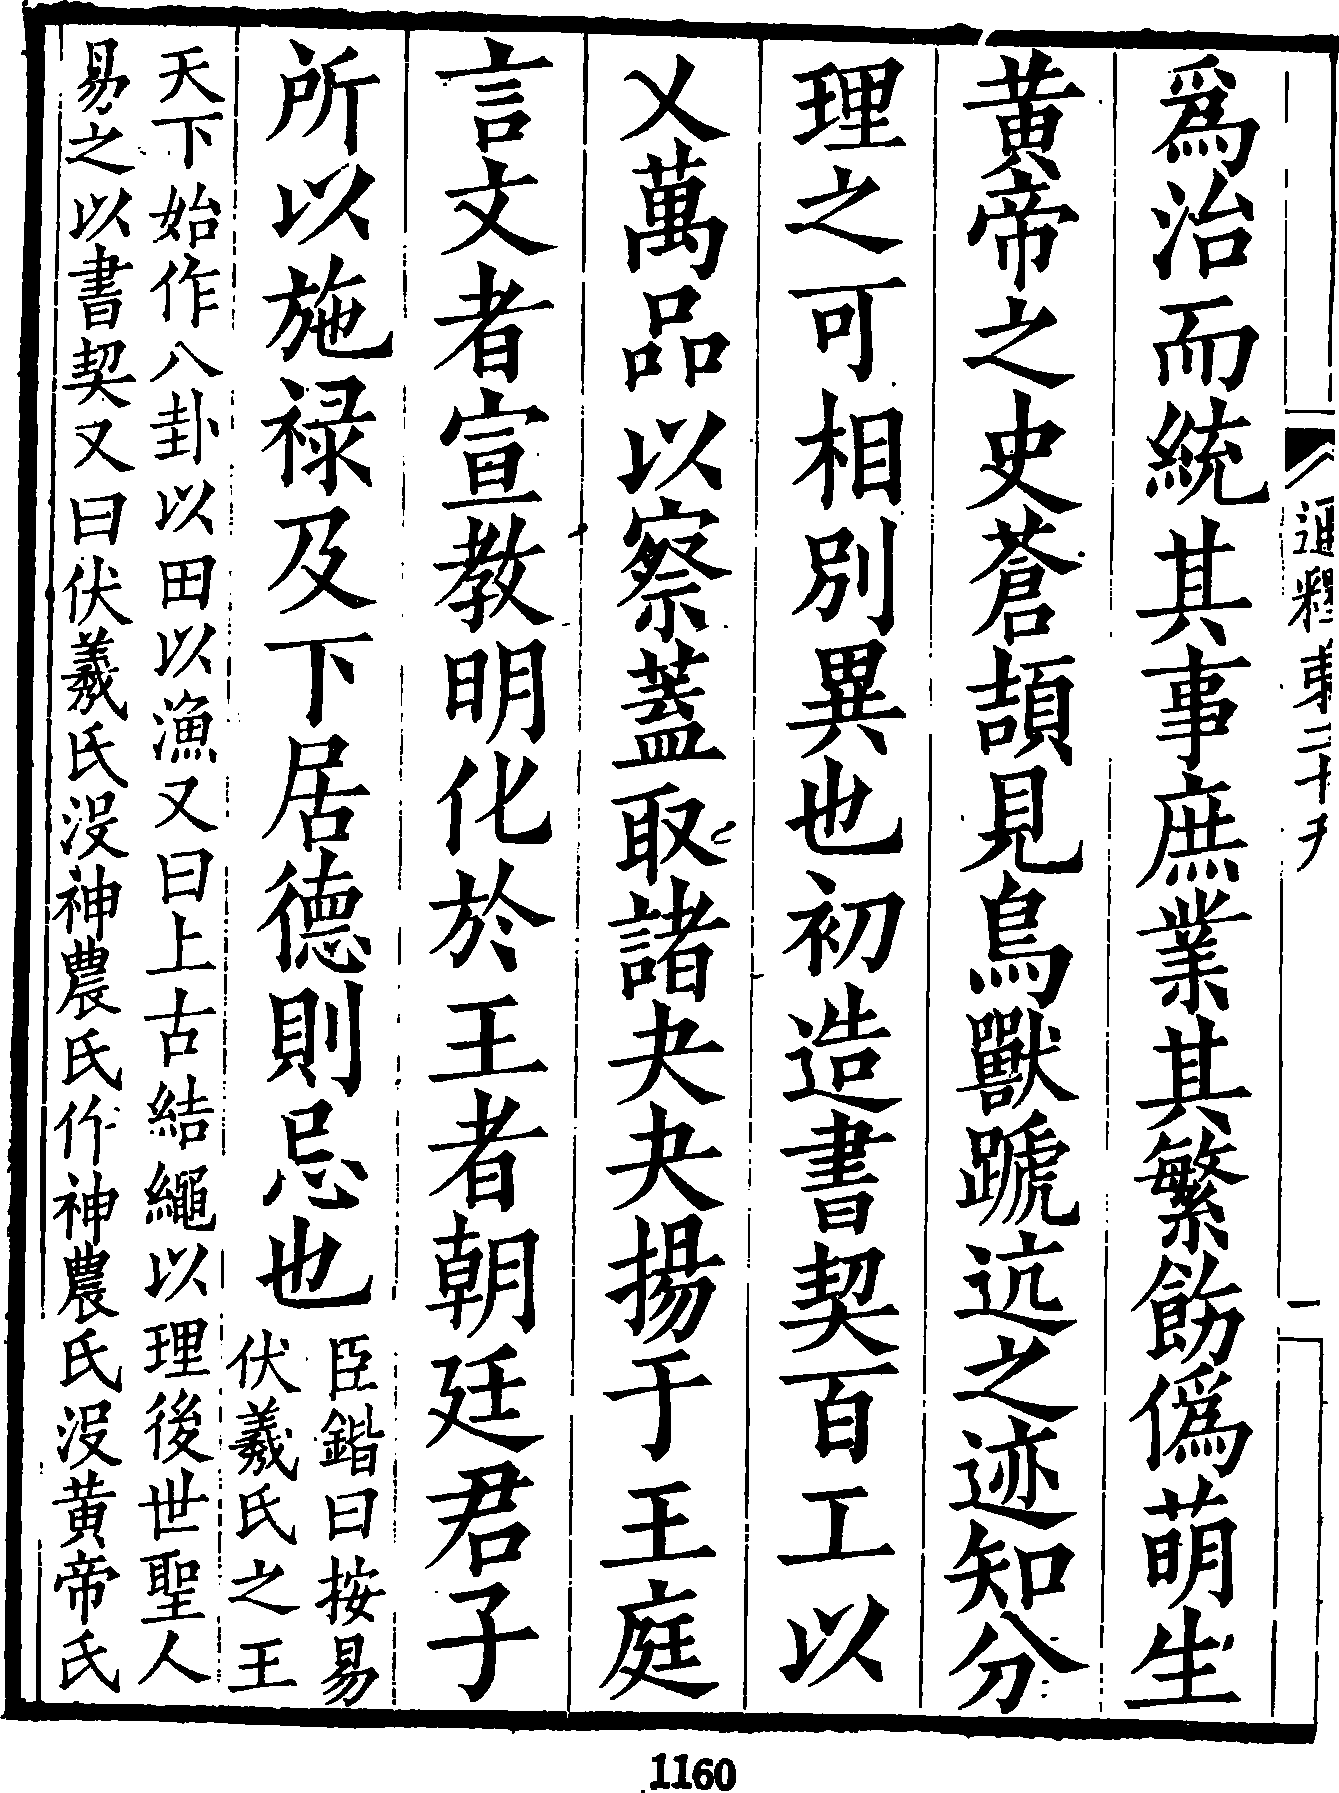 通釋第二十九
一
爲治而統其事庶業其繁飭僞萌生
黃帝之史蒼頡見鳥獸蹏迒之迹知分
理之可相別異也初造書契百工以
乂萬品以察蓋取諸夬夬揚于王庭
言文者宣教明化於王者朝廷君子
所以施祿及下居德則忌也
臣鍇曰按易
伏羲氏之王
天下始作八卦以田以漁又曰上古結繩以理後世聖人
易之以書契又曰伏羲氏沒神農氏作神農氏沒黃帝氏
1160